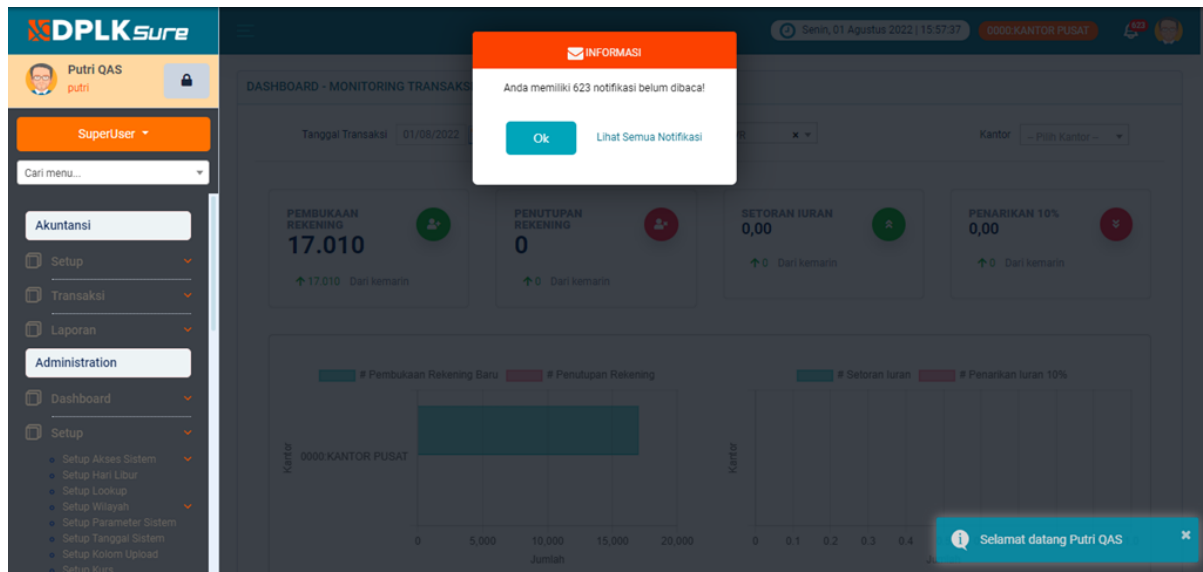 DPLKSure
Senin, 01 Agustus 2022 | 15:57:37
0000:KANTOR PUSAT
623
Putri QAS
putri
INFORMASI
Anda memiliki 623 notifikasi belum dibaca!
Ok
Lihat Semua Notifikasi
SuperUser
Cari menu...
Akuntansi
Setup
Transaksi
Laporan
Administration
Dashboard
Setup
Setup Akses Sistem
Setup Hari Libur
Setup Lookup
Setup Wilayah
Setup Parameter Sistem
Setup Tanggal Sistem
Setup Kolom Upload
Setup Kurs
DASHBOARD - MONITORING TRANSAKS
Tanggal Transaksi 01/08/2022
Kantor -- Pilih Kantor --
PEMBUKAAN REKENING
17.010
17.010 Dari kemarin
PENUTUPAN REKENING
0
0 Dari kemarin
SETORAN IURAN
0,00
0 Dari kemarin
PENARIKAN 10%
0,00
0 Dari kemarin
# Pembukaan Rekening Baru # Penutupan Rekening
Kantor
0000:KANTOR PUSAT
0 5,000 10,000 15,000 20,000
Jumlah
# Setoran Iuran # Penarikan Iuran 10%
Kantor
0 0.1 0.2 0.3 0.4
Selamat datang Putri QAS